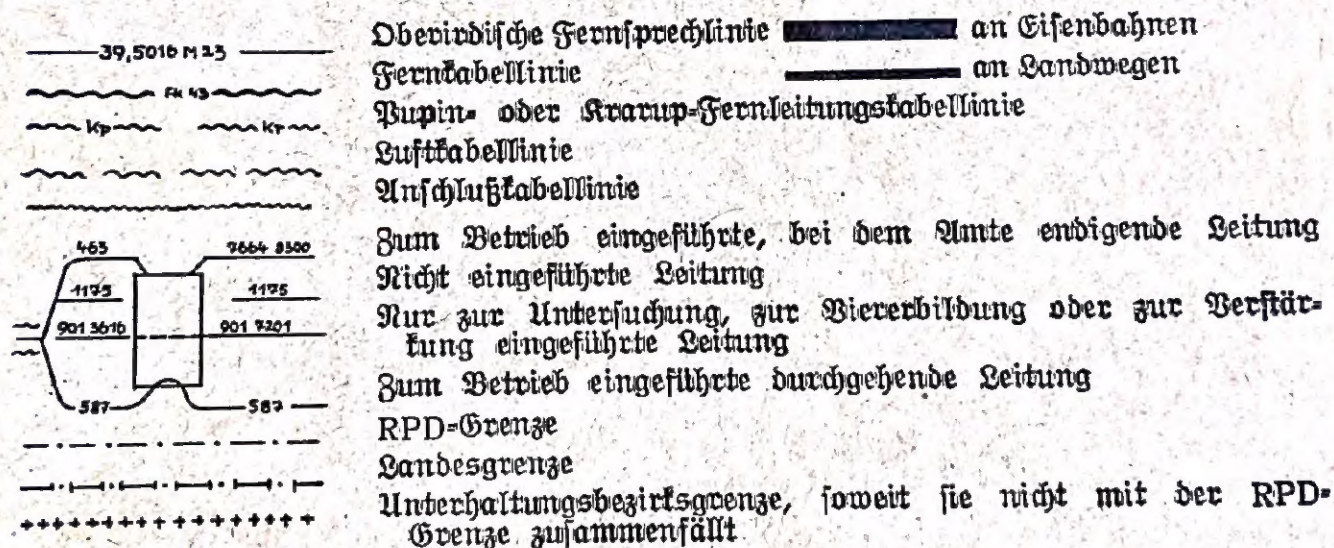 39,5016 M 23 Oberirdische Fernsprechlinie an Eisenbahnen
Fernkabellinie an Landwegen
FK 43
Pupin- oder Krarup-Fernleitungskabellinie
Kp Kr
Luftkabellinie
Anschlußkabellinie
463 7664 8300 Zum Betrieb eingeführte, bei dem Amte endigende Leitung
Nicht eingeführte Leitung
1175 1175
Nur zur Untersuchung, zur Viererbildung oder zur Verstär-
901 3616 901 7201 kung eingeführte Leitung
Zum Betrieb eingeführte durchgehende Leitung
587 587
RPD-Grenze
Landesgrenze
Unterhaltungsbezirksgrenze, soweit sie nicht mit der RPD-
Grenze zusammenfällt